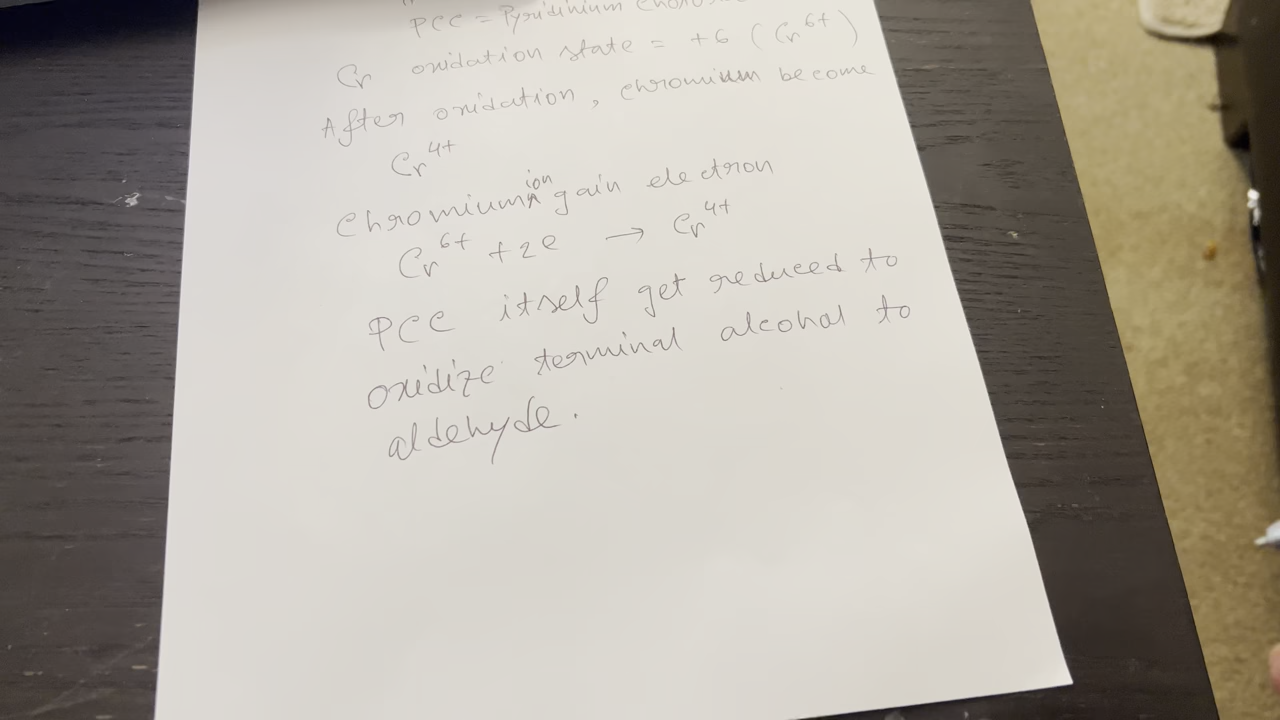 PCC = Pyridinium
Cr oxidation state = +6 (Cr⁶⁺)
After oxidation, chromium become
Cr⁴⁺
Chromium ion gain electron
Cr⁶⁺ + 2e → Cr⁴⁺
PCC itself get reduced to
oxidize terminal alcohal to
aldehyde.